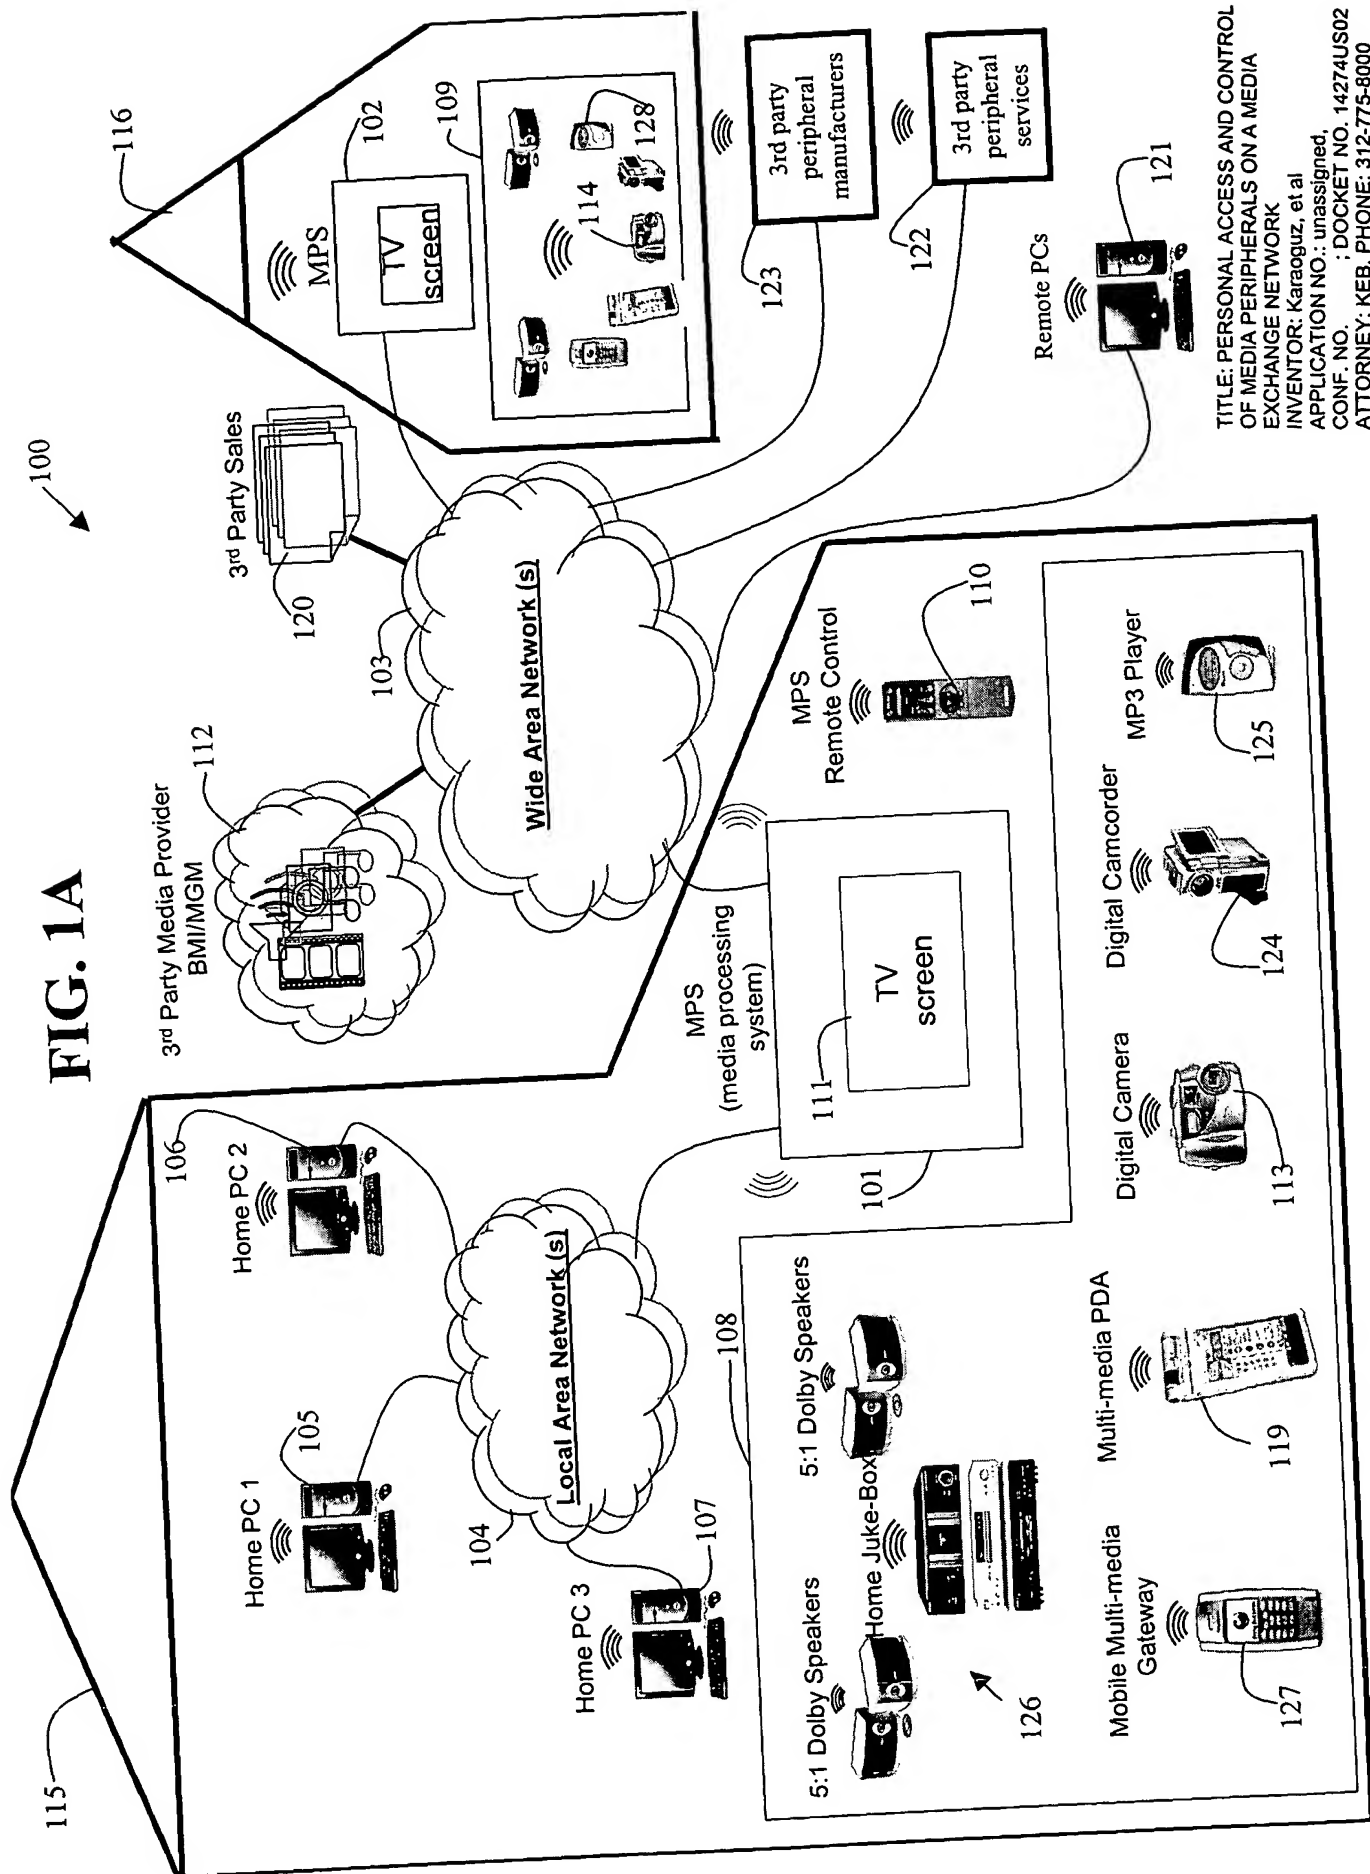 FIG. 1A
100
115
116
3rd Party Media Provider
BMI/MGM
112
3rd Party Sales
120
103
Wide Area Network (s)
MPS
102
TV
screen
109
114
128
3rd party
peripheral
manufacturers
123
3rd party
peripheral
services
122
Remote PCs
121
Home PC 1
105
Home PC 2
106
Home PC 3
107
Local Area Network (s)
104
MPS
(media processing
system)
101
111
TV
screen
MPS
Remote Control
110
108
5:1 Dolby Speakers
5:1 Dolby Speakers
Home Juke-Box
126
Mobile Multi-media
Gateway
127
Multi-media PDA
119
Digital Camera
113
Digital Camcorder
124
MP3 Player
125
TITLE: PERSONAL ACCESS AND CONTROL
OF MEDIA PERIPHERALS ON A MEDIA
EXCHANGE NETWORK
INVENTOR: Karaoguz, et al
APPLICATION NO.: unassigned,
CONF. NO. ; DOCKET NO. 14274US02
ATTORNEY: KEB, PHONE: 312-775-8000